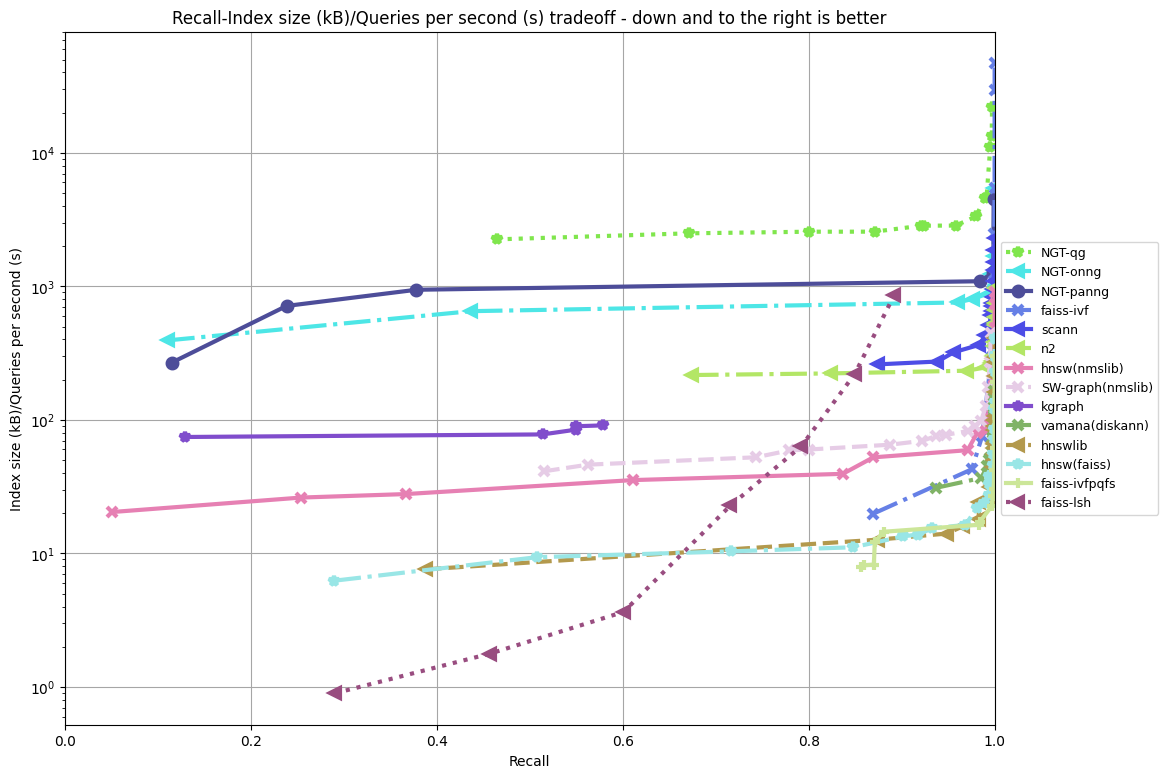 Recall-Index size (kB)/Queries per second (s) tradeoff - down and to the right is better
Index size (kB)/Queries per second (s)
10^4
10^3
10^2
10^1
10^0
0.0 0.2 0.4 0.6 0.8 1.0
Recall
NGT-qg
NGT-onng
NGT-panng
faiss-ivf
scann
n2
hnsw(nmslib)
SW-graph(nmslib)
kgraph
vamana(diskann)
hnswlib
hnsw(faiss)
faiss-ivfpqfs
faiss-lsh